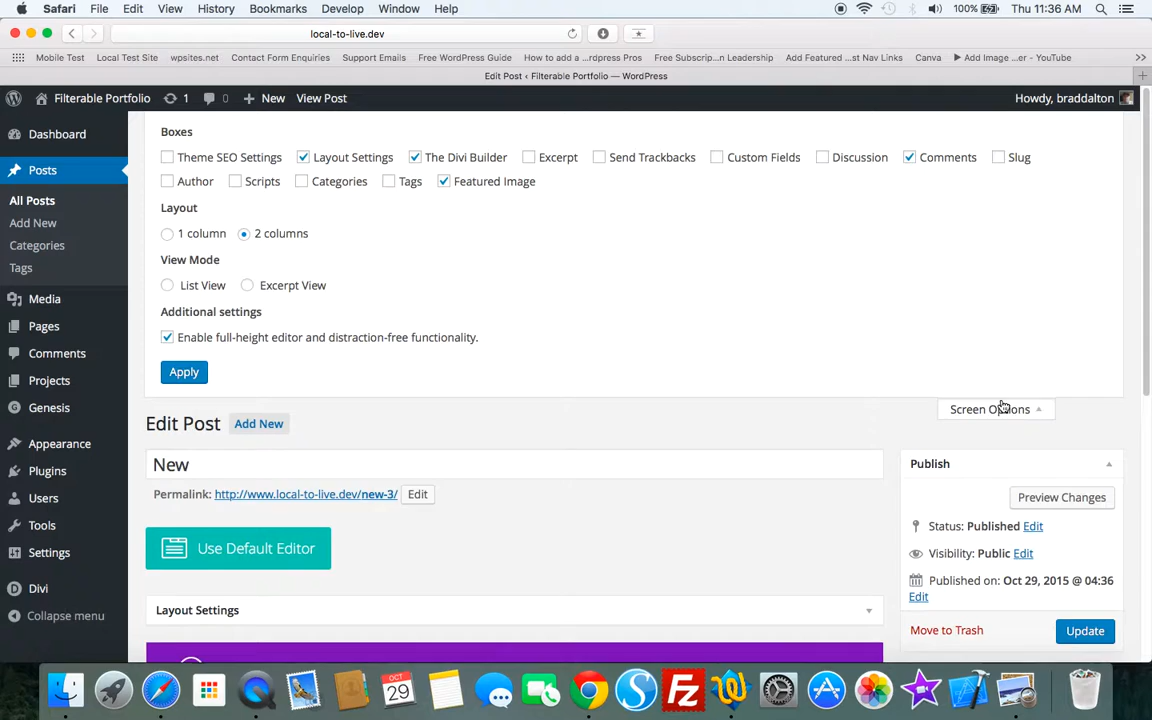 Safari File Edit View History Bookmarks Develop Window Help 100% Thu 11:36 AM
local-to-live.dev
Mobile Test Local Test Site wpsites.net Contact Form Enquiries Support Emails Free WordPress Guide How to add a ...rdpress Pros Free Subscrip...n Leadership Add Featured ...st Nav Links Canva ▶ Add Image ...er - YouTube >>
Edit Post ‹ Filterable Portfolio — WordPress +
Filterable Portfolio 1 0 + New View Post Howdy, braddalton
Dashboard
Posts
All Posts
Add New
Categories
Tags
Media
Pages
Comments
Projects
Genesis
Appearance
Plugins
Users
Tools
Settings
Divi
Collapse menu
Boxes
Theme SEO Settings Layout Settings The Divi Builder Excerpt Send Trackbacks Custom Fields Discussion Comments Slug
Author Scripts Categories Tags Featured Image
Layout
1 column 2 columns
View Mode
List View Excerpt View
Additional settings
Enable full-height editor and distraction-free functionality.
Apply
Screen Options
Edit Post Add New
New
Permalink: http://www.local-to-live.dev/new-3/ Edit
Use Default Editor
Layout Settings
Publish
Preview Changes
Status: Published Edit
Visibility: Public Edit
Published on: Oct 29, 2015 @ 04:36
Edit
Move to Trash Update
OCT
29